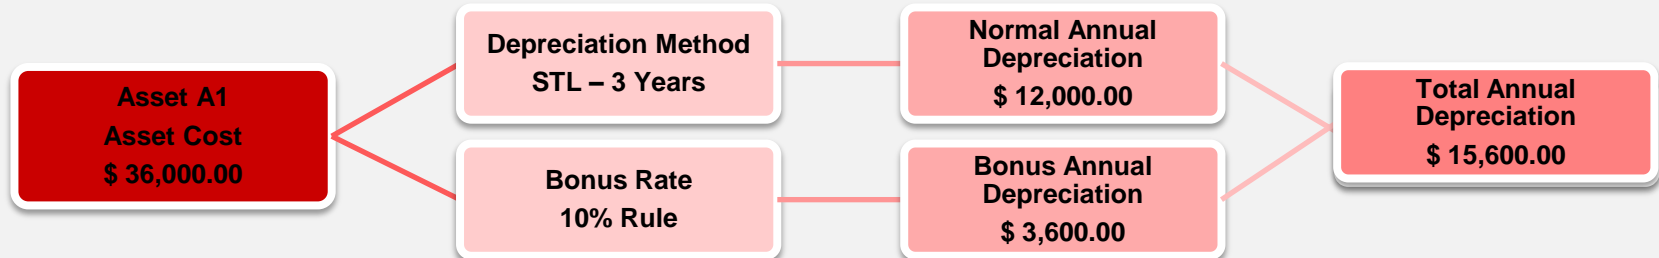 Asset A1
Asset Cost
$ 36,000.00
Depreciation Method
STL – 3 Years
Bonus Rate
10% Rule
Normal Annual
Depreciation
$ 12,000.00
Bonus Annual
Depreciation
$ 3,600.00
Total Annual
Depreciation
$ 15,600.00